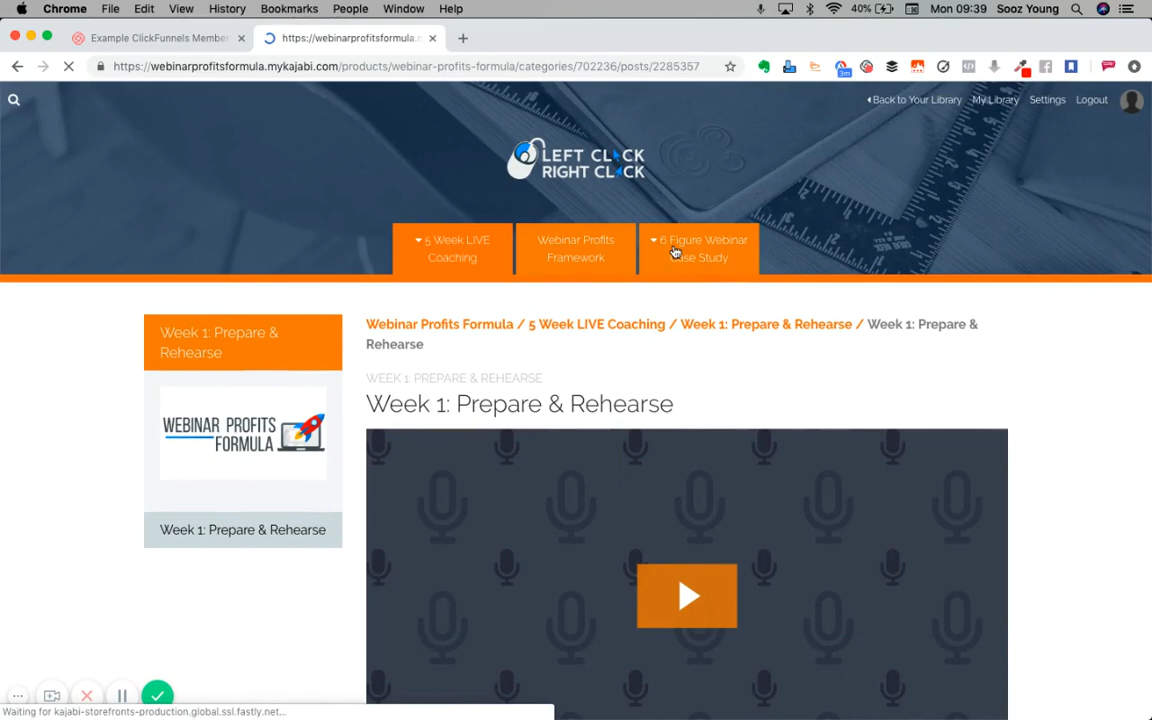 Chrome File Edit View History Bookmarks People Window Help 40% Mon 09:39 Sooz Young
Example ClickFunnels Member
https://webinarprofitsformula.m
https://webinarprofitsformula.mykajabi.com/products/webinar-profits-formula/categories/702236/posts/2285357
3m
Back to Your Library My Library Settings Logout
LEFT CLICK
RIGHT CLICK
5 Week LIVE
Coaching
Webinar Profits
Framework
6 Figure Webinar
Case Study
Week 1: Prepare &
Rehearse
WEBINAR PROFITS
FORMULA
Week 1: Prepare & Rehearse
Webinar Profits Formula / 5 Week LIVE Coaching / Week 1: Prepare & Rehearse / Week 1: Prepare &
Rehearse
WEEK 1: PREPARE & REHEARSE
Week 1: Prepare & Rehearse
Waiting for kajabi-storefronts-production.global.ssl.fastly.net...